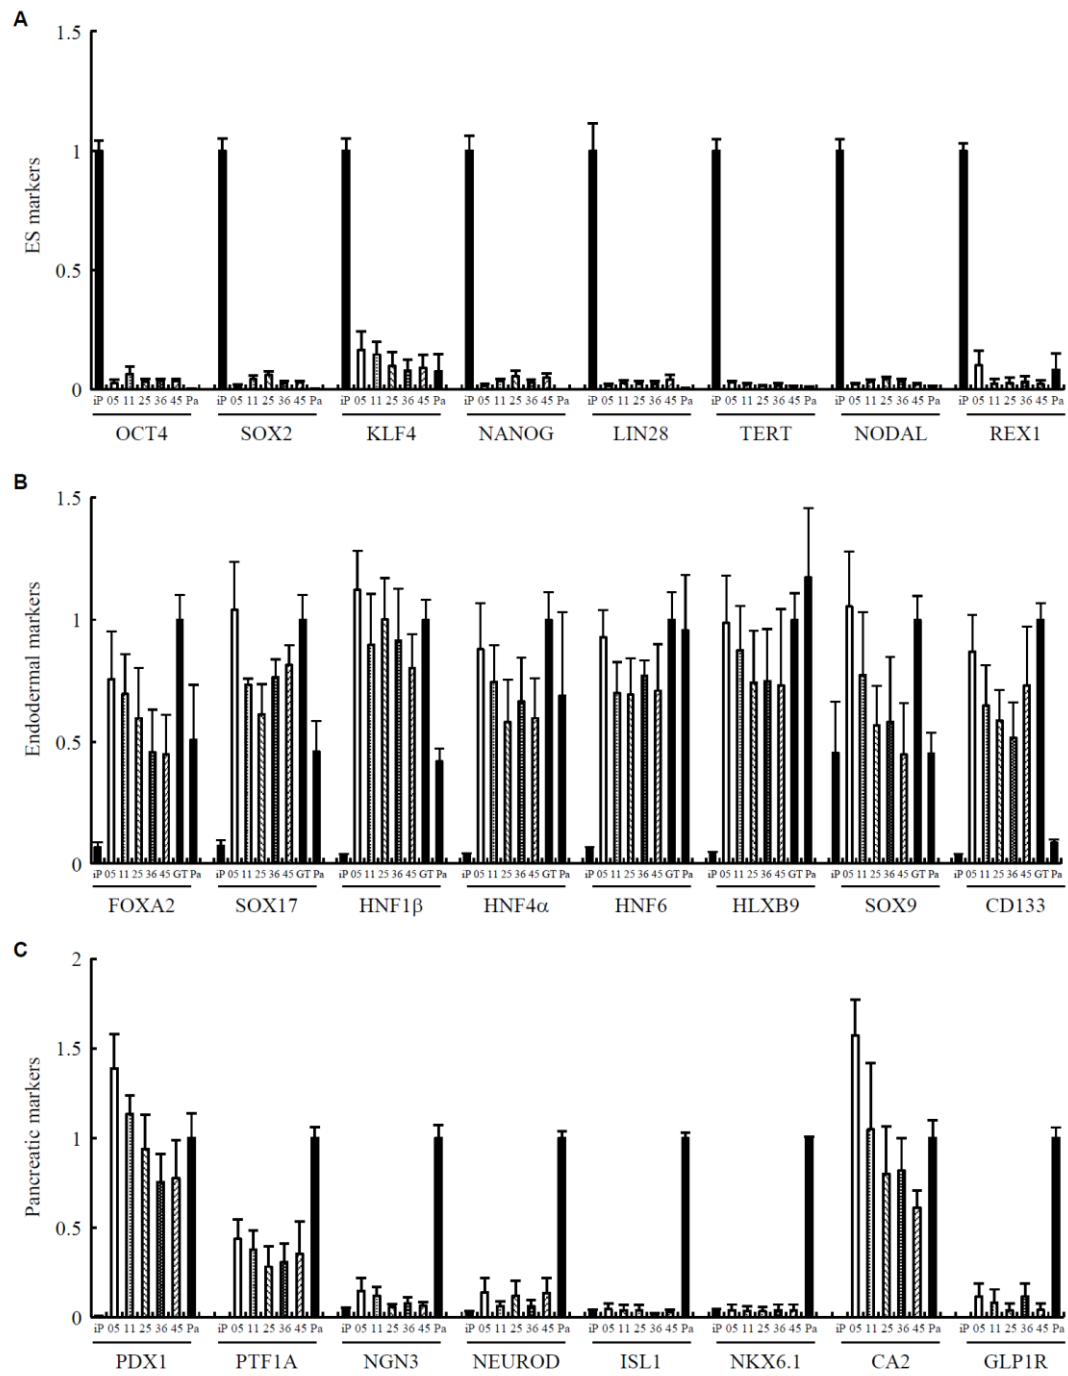 A
1.5
1
0.5
0
ES markers
iP 05 11 25 36 45 Pa iP 05 11 25 36 45 Pa iP 05 11 25 36 45 Pa iP 05 11 25 36 45 Pa iP 05 11 25 36 45 Pa iP 05 11 25 36 45 Pa iP 05 11 25 36 45 Pa iP 05 11 25 36 45 Pa
OCT4 SOX2 KLF4 NANOG LIN28 TERT NODAL REX1
B
1.5
1
0.5
0
Endodermal markers
iP 05 11 25 36 45 GT Pa iP 05 11 25 36 45 GT Pa iP 05 11 25 36 45 GT Pa iP 05 11 25 36 45 GT Pa iP 05 11 25 36 45 GT Pa iP 05 11 25 36 45 GT Pa iP 05 11 25 36 45 GT Pa iP 05 11 25 36 45 GT Pa
FOXA2 SOX17 HNF1β HNF4α HNF6 HLXB9 SOX9 CD133
C
2
1.5
1
0.5
0
Pancreatic markers
iP 05 11 25 36 45 Pa iP 05 11 25 36 45 Pa iP 05 11 25 36 45 Pa iP 05 11 25 36 45 Pa iP 05 11 25 36 45 Pa iP 05 11 25 36 45 Pa iP 05 11 25 36 45 Pa iP 05 11 25 36 45 Pa
PDX1 PTF1A NGN3 NEUROD ISL1 NKX6.1 CA2 GLP1R